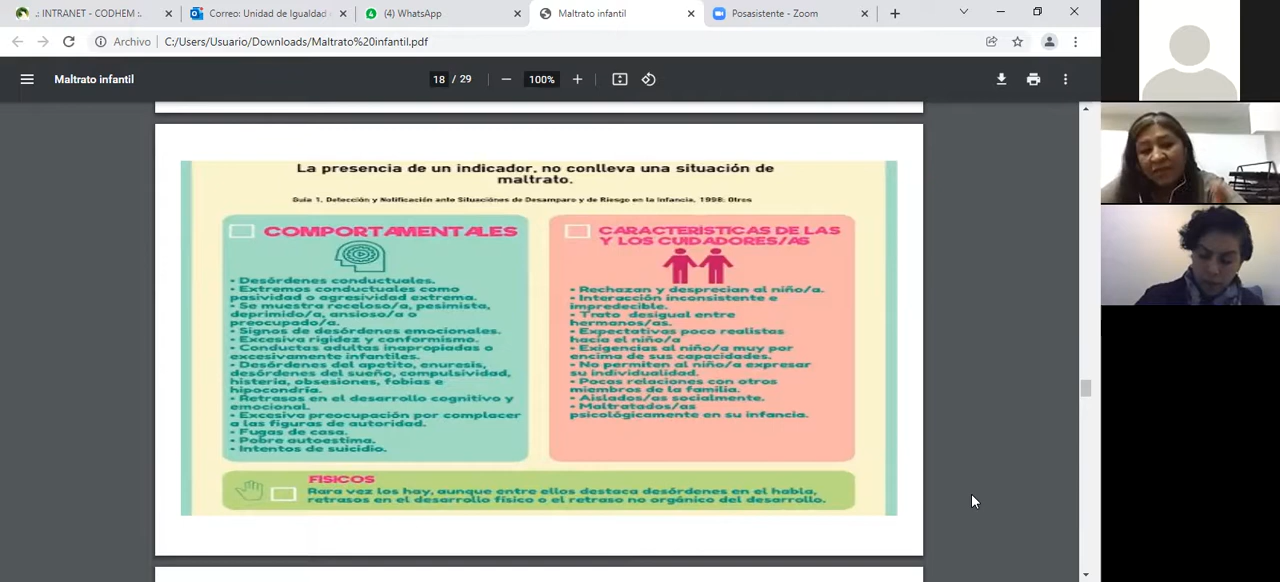 .: INTRANET - CODHEM :.
Correo: Unidad de Igualdad
(4) WhatsApp
Maltrato infantil
Posasistente - Zoom
Archivo | C:/Users/Usuario/Downloads/Maltrato%20infantil.pdf
Maltrato infantil
18 / 29
100%
La presencia de un indicador, no conlleva una situación de
maltrato.
Guía 1, Detección y Notificación ante Situaciónes de Desamparo y de Riesgo en la Infancia, 1998; Otros
COMPORTAMENTALES
• Desórdenes conductuales.
• Extremos conductuales como
pasividad o agresividad extrema.
• Se muestra receloso/a, pesimista,
deprimido/a, ansioso/a o
preocupado/a.
• Signos de desórdenes emocionales.
• Excesiva rigidez y conformismo.
• Conductas adultas inapropiadas o
excesivamente infantiles.
• Desórdenes del apetito, enuresis,
desórdenes del sueño, compulsividad,
histeria, obsesiones, fobias e
hipocondría.
• Retrasos en el desarrollo cognitivo y
emocional.
• Excesiva preocupación por complacer
a las figuras de autoridad.
• Fugas de casa.
• Pobre autoestima.
• Intentos de suicidio.
CARACTERÍSTICAS DE LAS
Y LOS CUIDADORES/AS
• Rechazan y desprecian al niño/a.
• Interacción inconsistente e
impredecible.
• Trato desigual entre
hermanos/as.
• Expectativas poco realistas
hacia el niño/a
• Exigencias al niño/a muy por
encima de sus capacidades.
• No permiten al niño/a expresar
su individualidad.
• Pocas relaciones con otros
miembros de la familia.
• Aislados/as socialmente.
• Maltratados/as
psicológicamente en su infancia.
FÍSICOS
Rara vez los hay, aunque entre ellos destaca desórdenes en el habla,
retrasos en el desarrollo físico o el retraso no orgánico del desarrollo.